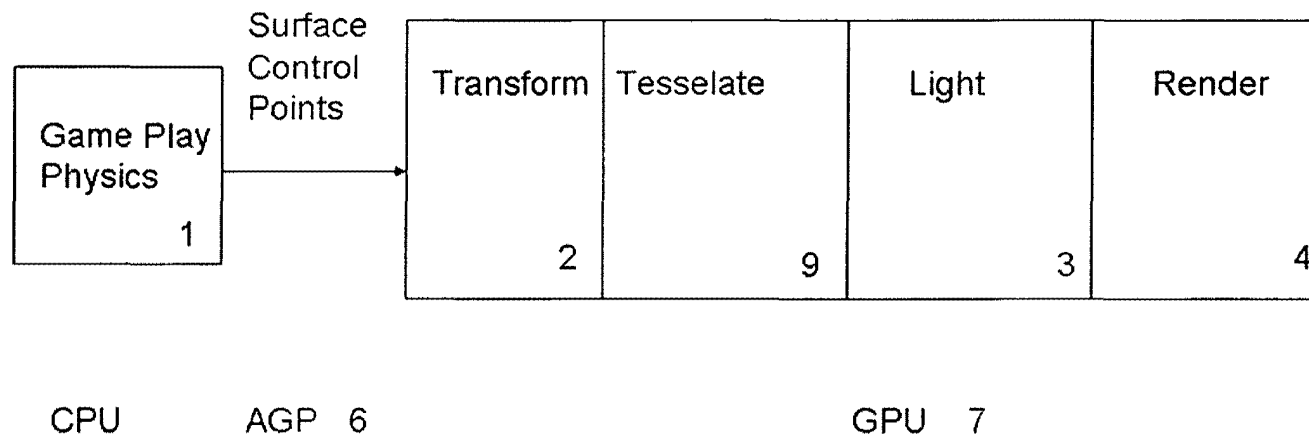 Surface
Control
Points
Game Play
Physics
1
Transform
2
Tesselate
9
Light
3
Render
4
CPU
AGP 6
GPU 7